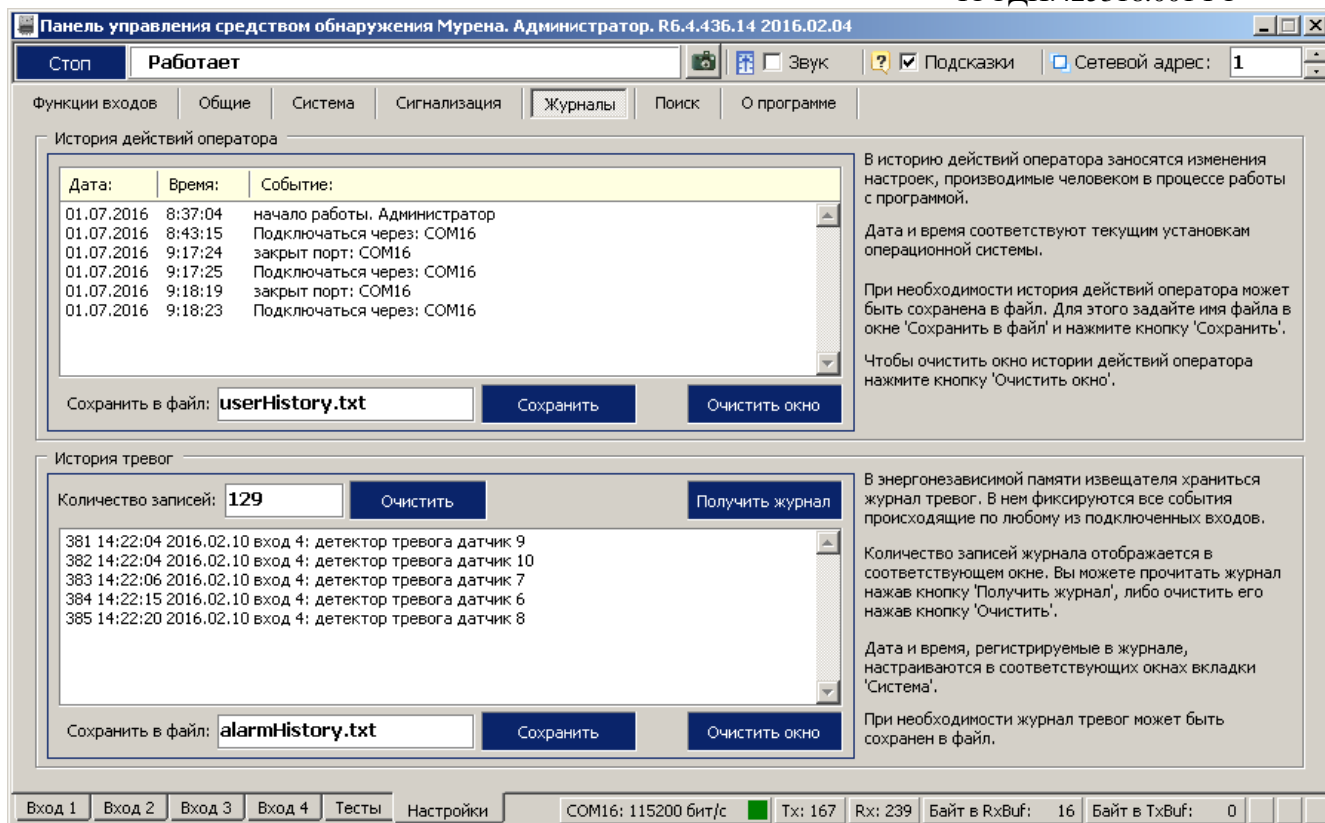 Панель управления средством обнаружения Мурена. Администратор. R6.4.436.14 2016.02.04
Стоп Работает Звук Подсказки Сетевой адрес: 1
Функции входов Общие Система Сигнализация Журналы Поиск О программе
История действий оператора
Дата: Время: Событие:
01.07.2016 8:37:04 начало работы. Администратор
01.07.2016 8:43:15 Подключаться через: COM16
01.07.2016 9:17:24 закрыт порт: COM16
01.07.2016 9:17:25 Подключаться через: COM16
01.07.2016 9:18:19 закрыт порт: COM16
01.07.2016 9:18:23 Подключаться через: COM16
Сохранить в файл: userHistory.txt Сохранить Очистить окно
В историю действий оператора заносятся изменения
настроек, производимые человеком в процессе работы
с программой.
Дата и время соответствуют текущим установкам
операционной системы.
При необходимости история действий оператора может
быть сохранена в файл. Для этого задайте имя файла в
окне 'Сохранить в файл' и нажмите кнопку 'Сохранить'.
Чтобы очистить окно истории действий оператора
нажмите кнопку 'Очистить окно'.
История тревог
Количество записей: 129 Очистить Получить журнал
381 14:22:04 2016.02.10 вход 4: детектор тревога датчик 9
382 14:22:04 2016.02.10 вход 4: детектор тревога датчик 10
383 14:22:06 2016.02.10 вход 4: детектор тревога датчик 7
384 14:22:15 2016.02.10 вход 4: детектор тревога датчик 6
385 14:22:20 2016.02.10 вход 4: детектор тревога датчик 8
Сохранить в файл: alarmHistory.txt Сохранить Очистить окно
В энергонезависимой памяти извещателя храниться
журнал тревог. В нем фиксируются все события
происходящие по любому из подключенных входов.
Количество записей журнала отображается в
соответствующем окне. Вы можете прочитать журнал
нажав кнопку 'Получить журнал', либо очистить его
нажав кнопку 'Очистить'.
Дата и время, регистрируемые в журнале,
настраиваются в соответствующих окнах вкладки
'Система'.
При необходимости журнал тревог может быть
сохранен в файл.
Вход 1 Вход 2 Вход 3 Вход 4 Тесты Настройки COM16: 115200 бит/с Tx: 167 Rx: 239 Байт в RxBuf: 16 Байт в TxBuf: 0